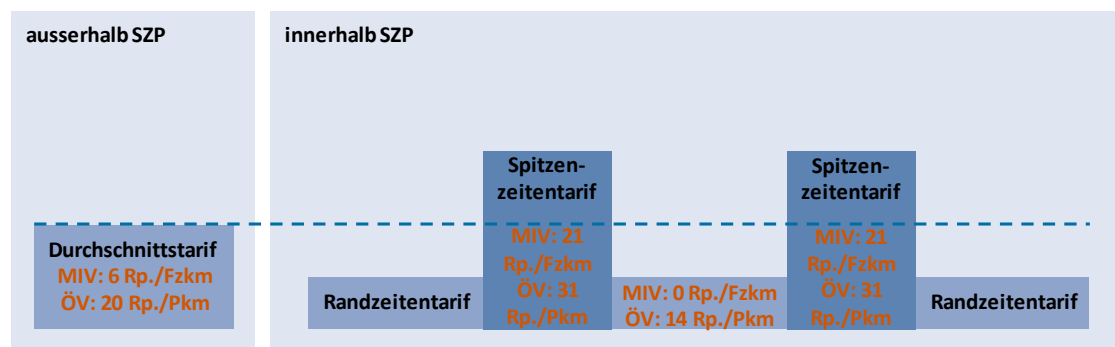 ausserhalb SZP
Durchschnittstarif
MIV: 6 Rp./Fzkm
ÖV: 20 Rp./Pkm
innerhalb SZP
Randzeitentarif
Spitzen-
zeitentarif
MIV: 21
Rp./Fzkm
ÖV: 31
Rp./Pkm
MIV: 0 Rp./Fzkm
ÖV: 14 Rp./Pkm
Spitzen-
zeitentarif
MIV: 21
Rp./Fzkm
ÖV: 31
Rp./Pkm
Randzeitentarif